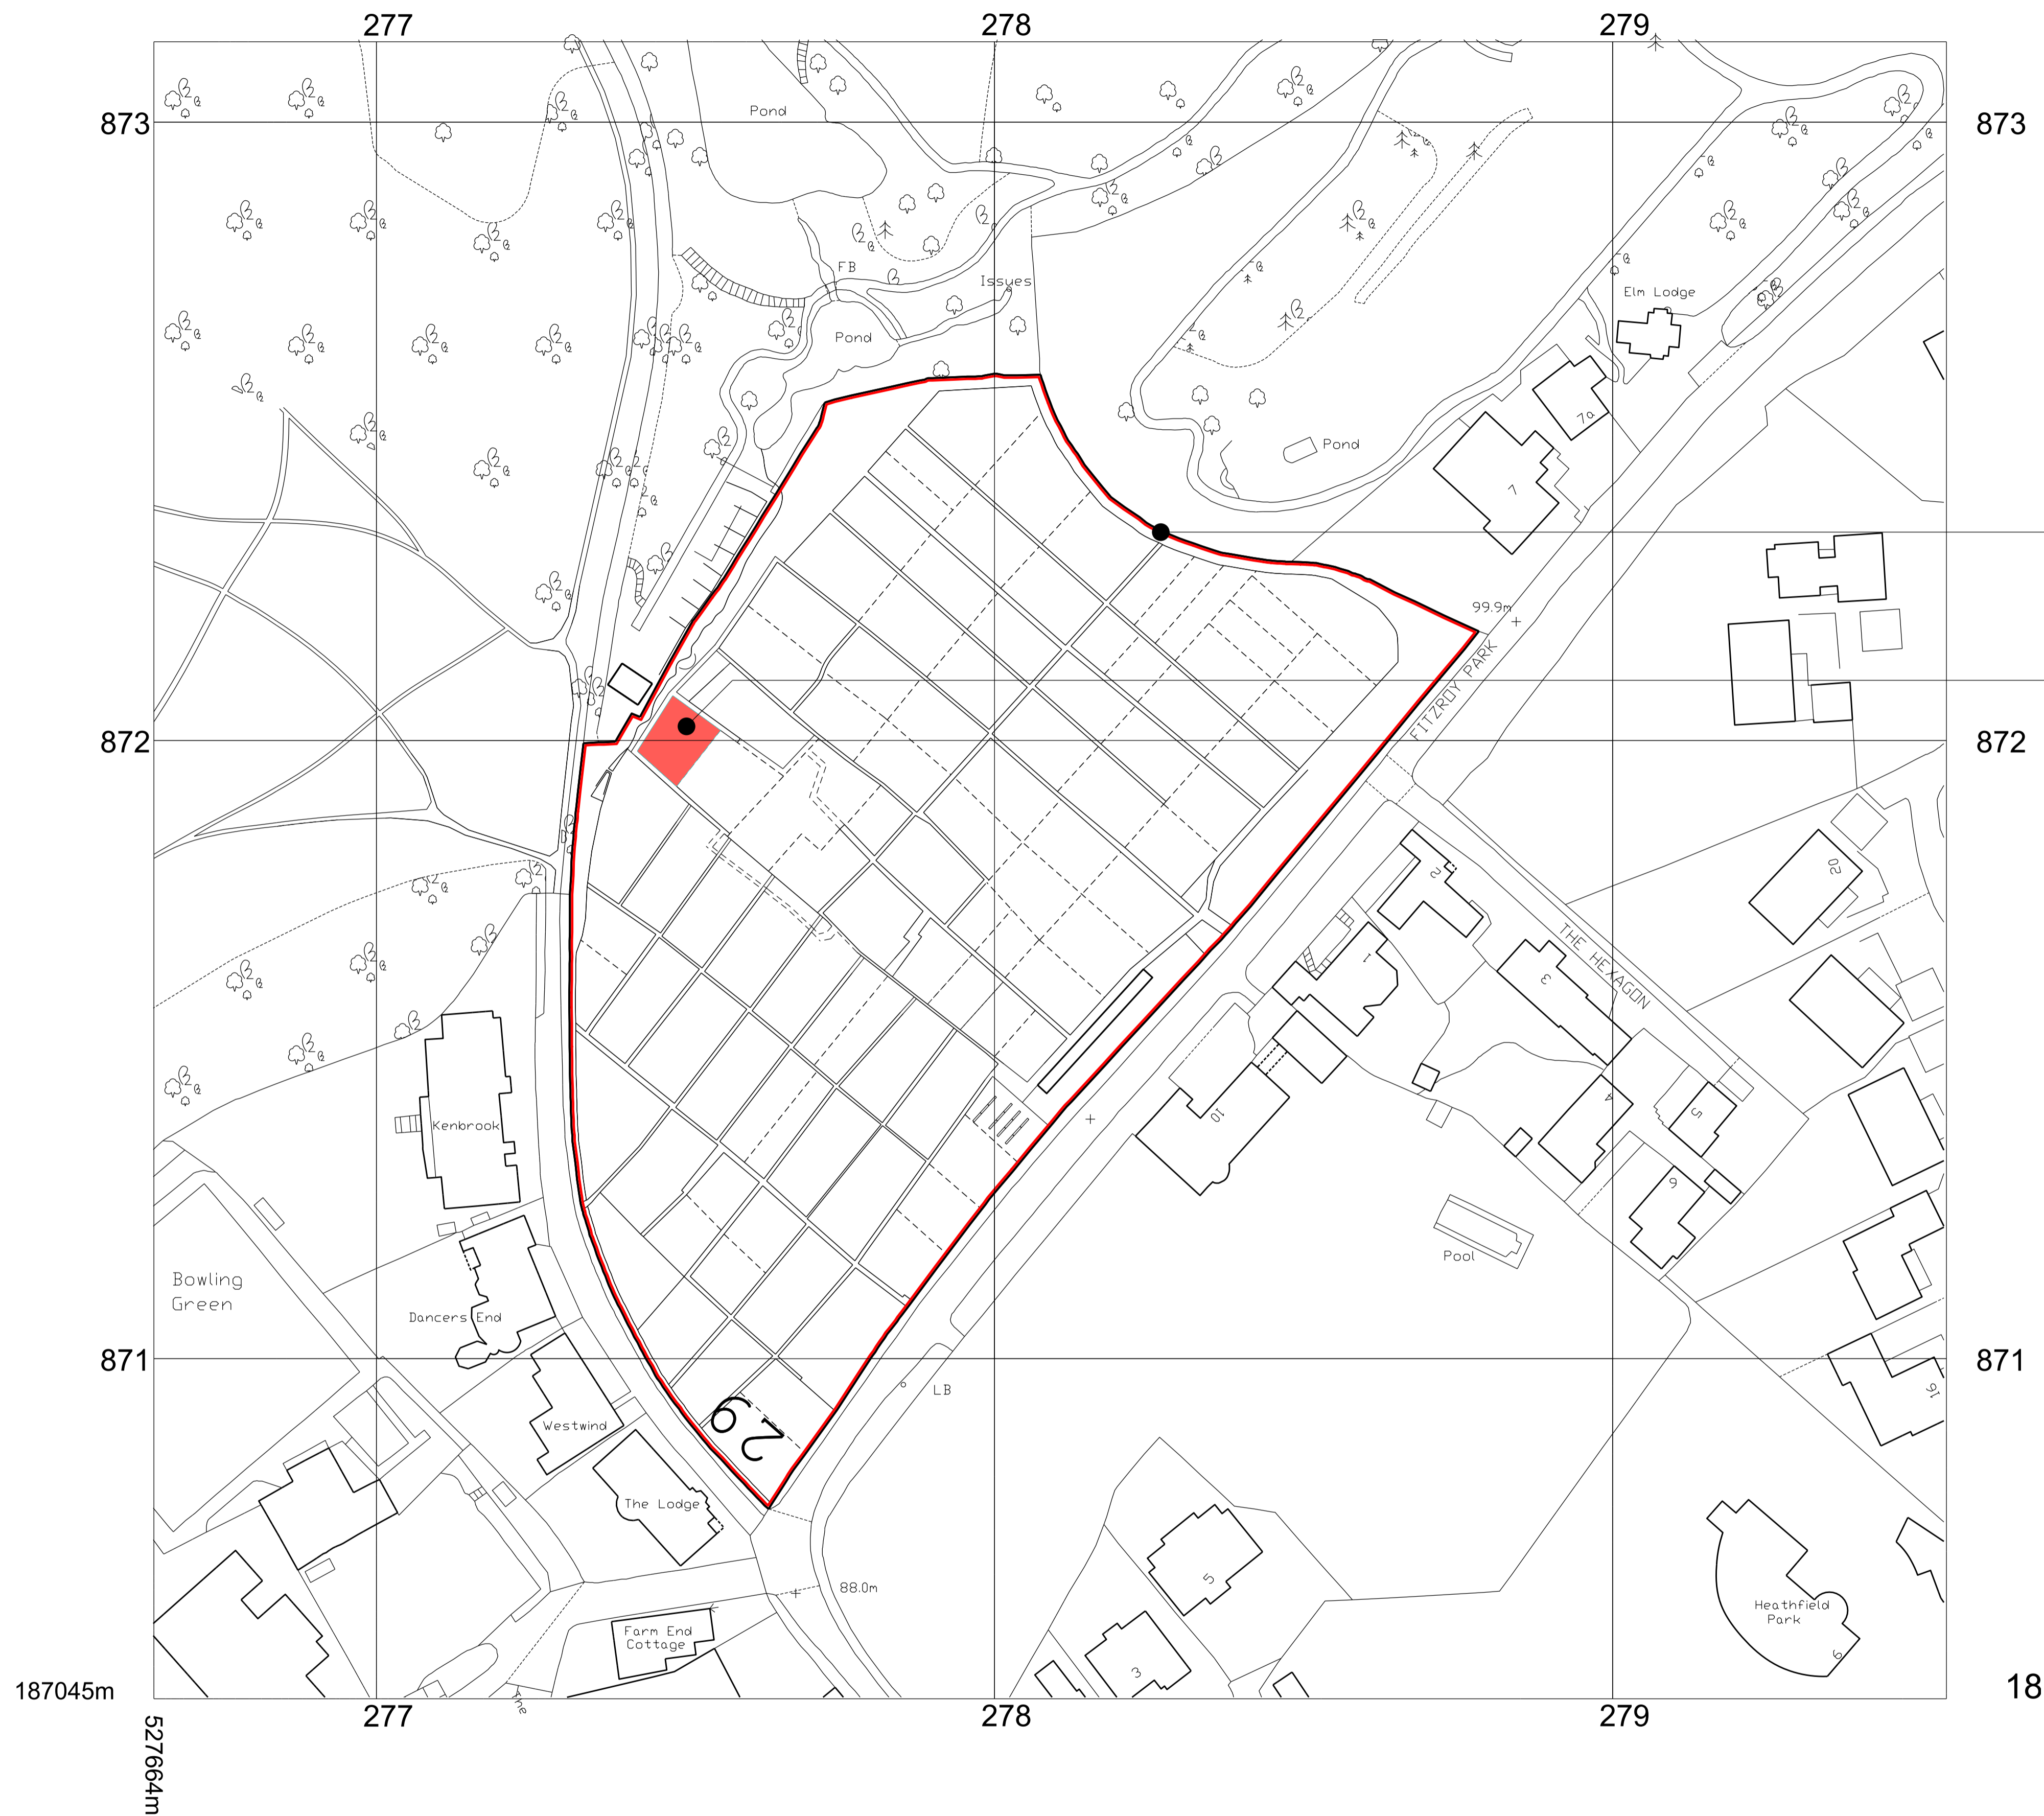 277 278 279
873 873
Pond
FB
Issues
Elm Lodge
Pond
7a
Pond
7
99.9m
FITZROY PARK
872 872
2
20
THE HEXAGON
1
3
Kenbrook
10
4
5
6
Pool
Bowling
Green
Dancers End
871 871
LB
16
29
Westwind
The Lodge
5
88.0m
Heathfield
Park
Farm End
Cottage
3
6
187045m 18
The
277 278 279
527664m